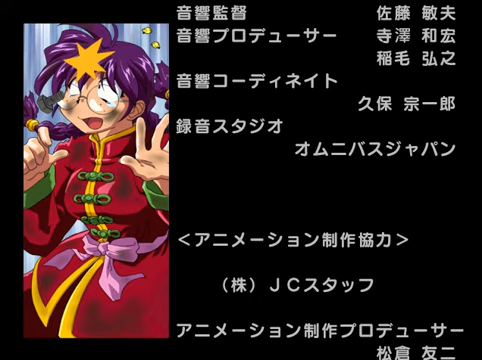 音響監督　佐藤 敏夫
音響プロデューサー　寺澤 和宏
稲毛 弘之
音響コーディネイト
久保 宗一郎
録音スタジオ
オムニバスジャパン
＜アニメーション制作協力＞
（株）ＪＣスタッフ
アニメーション制作プロデューサー
松倉 友二